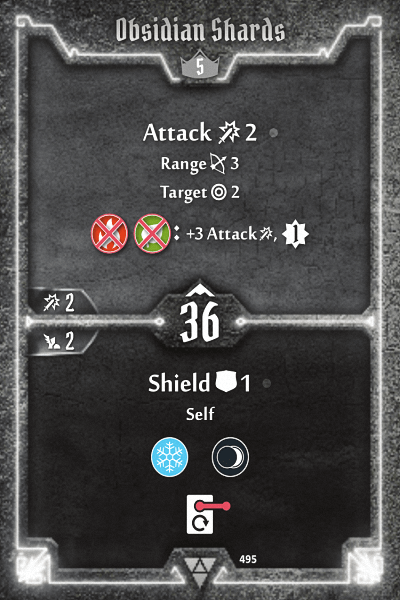 Obsidian Shards
5
Attack 2
Range 3
Target 2
: +3 Attack, 1
2
36
2
Shield 1
Self
495